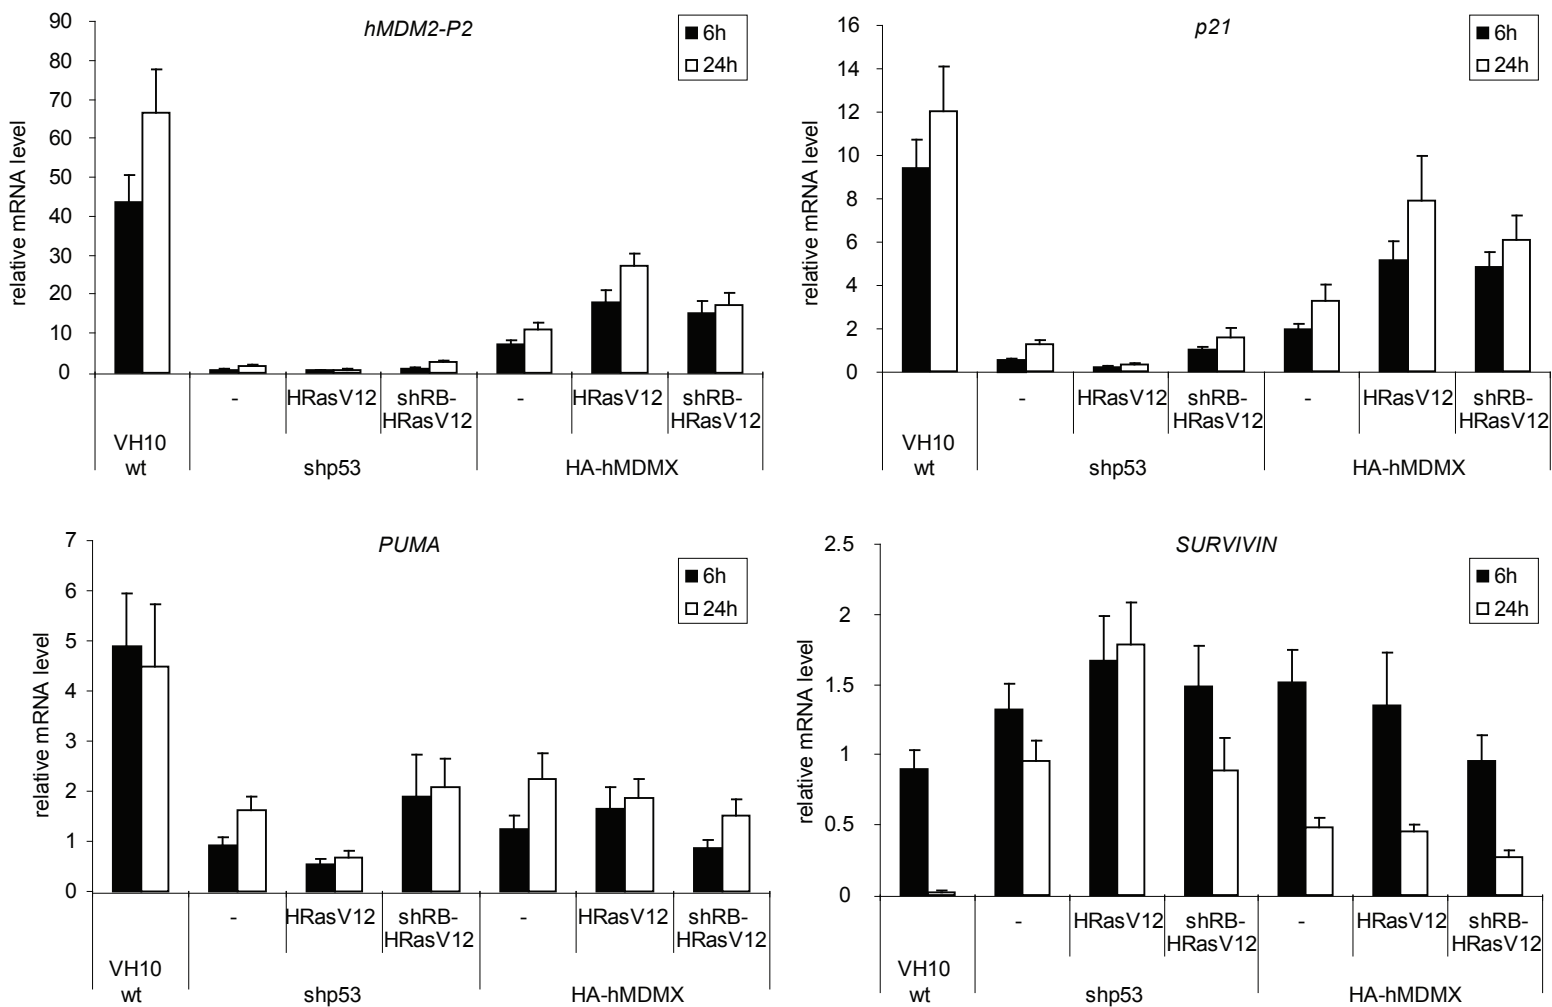 hMDM2-P2
6h
24h
relative mRNA level
90
80
70
60
50
40
30
20
10
0
- HRasV12 shRB- - HRasV12 shRB-
HRasV12 HRasV12
VH10
wt shp53 HA-hMDMX
p21
6h
24h
relative mRNA level
16
14
12
10
8
6
4
2
0
- HRasV12 shRB- - HRasV12 shRB-
HRasV12 HRasV12
VH10
wt shp53 HA-hMDMX
PUMA
6h
24h
relative mRNA level
7
6
5
4
3
2
1
0
- HRasV12 shRB- - HRasV12 shRB-
HRasV12 HRasV12
VH10
wt shp53 HA-hMDMX
SURVIVIN
6h
24h
relative mRNA level
2.5
2
1.5
1
0.5
0
- HRasV12 shRB- - HRasV12 shRB-
HRasV12 HRasV12
VH10
wt shp53 HA-hMDMX